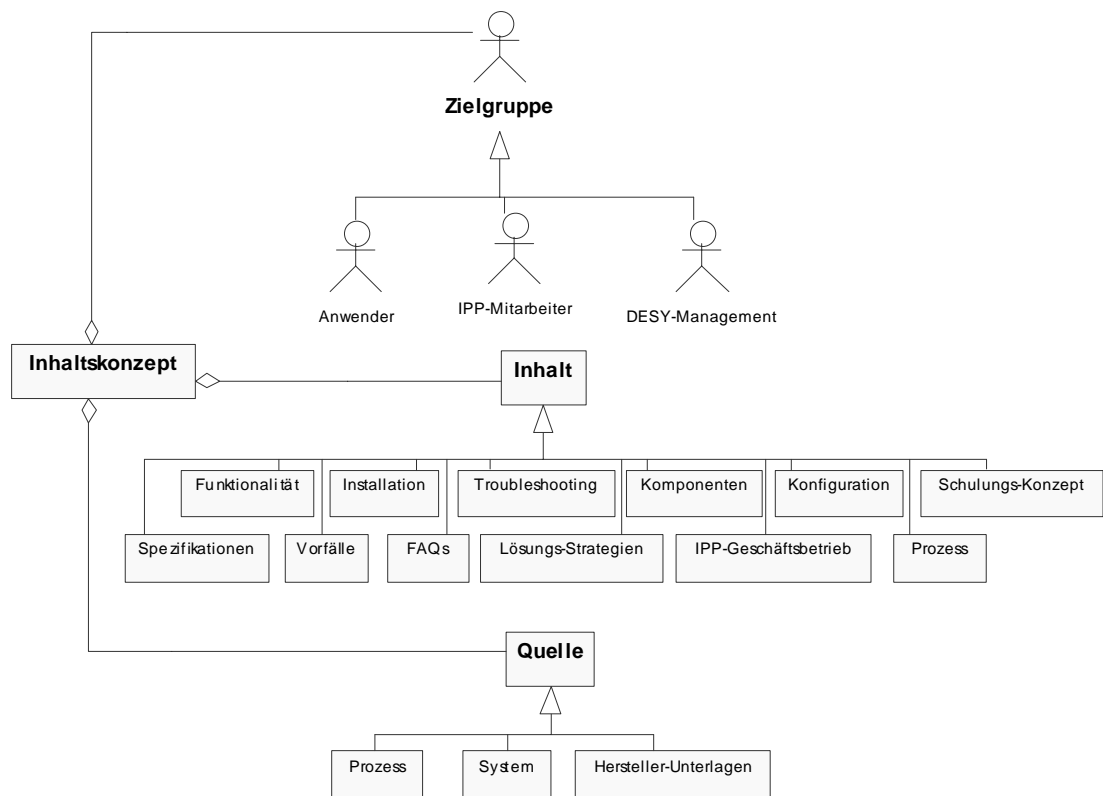 Zielgruppe
Anwender
IPP-Mitarbeiter
DESY-Management
Inhaltskonzept
Inhalt
Funktionalität
Installation
Troubleshooting
Komponenten
Konfiguration
Schulungs-Konzept
Spezifikationen
Vorfälle
FAQs
Lösungs-Strategien
IPP-Geschäftsbetrieb
Prozess
Quelle
Prozess
System
Hersteller-Unterlagen